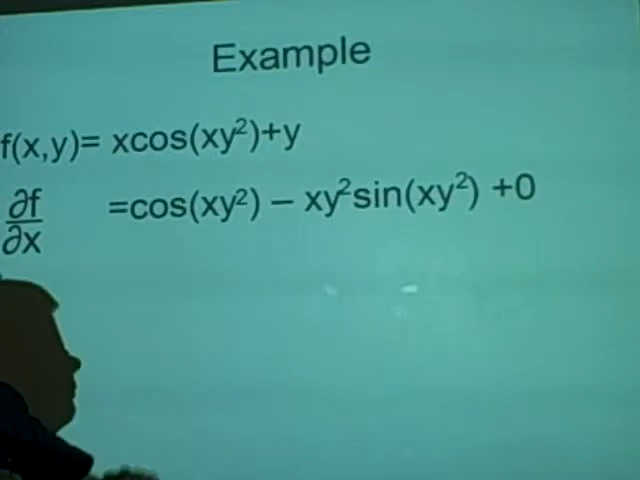 Example
f(x,y)= xcos(xy²)+y
∂f/∂x =cos(xy²) – xy²sin(xy²) +0